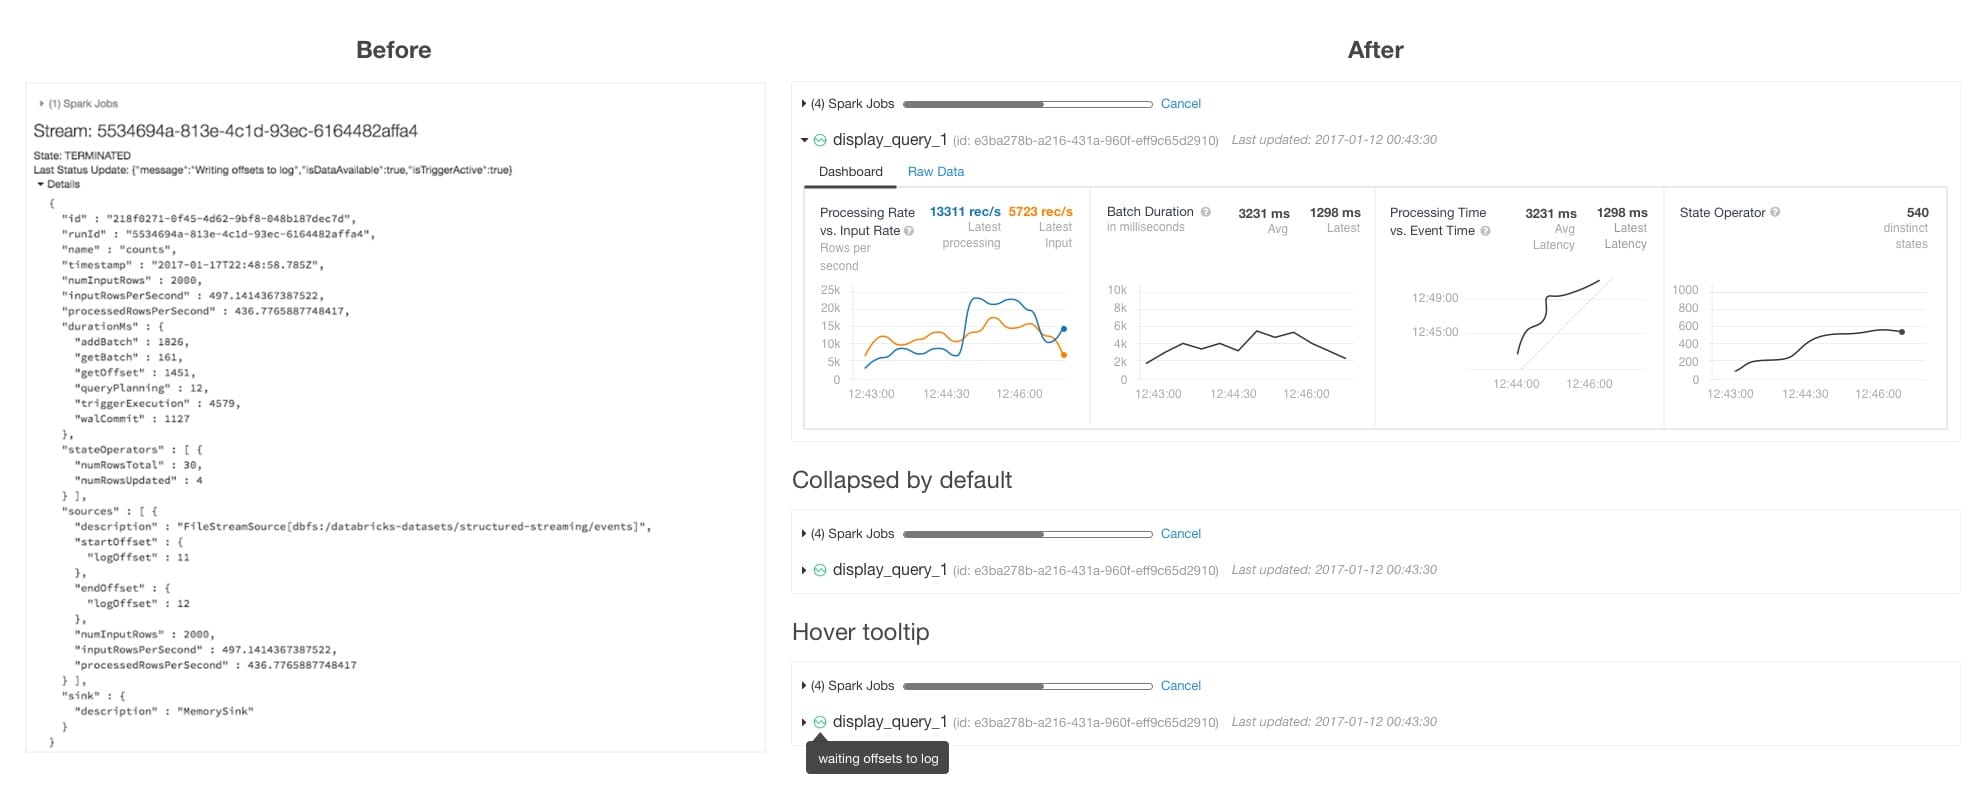 Before
(1) Spark Jobs
Stream: 5534694a-813e-4c1d-93ec-6164482affa4
State: TERMINATED
Last Status Update: {"message":"Writing offsets to log","isDataAvailable":true,"isTriggerActive":true}
Details
{
"id" : "218f0271-0f45-4d62-9bf8-048b187dec7d",
"runId" : "5534694a-813e-4c1d-93ec-6164482affa4",
"name" : "counts",
"timestamp" : "2017-01-17T22:48:58.785Z",
"numInputRows" : 2000,
"inputRowsPerSecond" : 497.1414367387522,
"processedRowsPerSecond" : 436.7765887748417,
"durationMs" : {
"addBatch" : 1826,
"getBatch" : 161,
"getOffset" : 1451,
"queryPlanning" : 12,
"triggerExecution" : 4579,
"walCommit" : 1127
},
"stateOperators" : [ {
"numRowsTotal" : 30,
"numRowsUpdated" : 4
} ],
"sources" : [ {
"description" : "FileStreamSource[dbfs:/databricks-datasets/structured-streaming/events]",
"startOffset" : {
"logOffset" : 11
},
"endOffset" : {
"logOffset" : 12
},
"numInputRows" : 2000,
"inputRowsPerSecond" : 497.1414367387522,
"processedRowsPerSecond" : 436.7765887748417
} ],
"sink" : {
"description" : "MemorySink"
}
}
After
(4) Spark Jobs Cancel
display_query_1 (id: e3ba278b-a216-431a-960f-eff9c65d2910) Last updated: 2017-01-12 00:43:30
Dashboard Raw Data
Processing Rate 13311 rec/s 5723 rec/s
vs. Input Rate ? Latest Latest
Rows per processing Input
second
25k
20k
15k
10k
5k
0
12:43:00 12:44:30 12:46:00
Batch Duration ? 3231 ms 1298 ms
in milliseconds Avg Latest
10k
8k
6k
4k
2k
0
12:43:00 12:44:30 12:46:00
Processing Time 3231 ms 1298 ms
vs. Event Time ? Avg Latest
Latency Latency
12:49:00
12:45:00
12:44:00 12:46:00
State Operator ? 540
dinstinct
states
1000
800
600
400
200
0
12:43:00 12:44:30 12:46:00
Collapsed by default
(4) Spark Jobs Cancel
display_query_1 (id: e3ba278b-a216-431a-960f-eff9c65d2910) Last updated: 2017-01-12 00:43:30
Hover tooltip
(4) Spark Jobs Cancel
display_query_1 (id: e3ba278b-a216-431a-960f-eff9c65d2910) Last updated: 2017-01-12 00:43:30
waiting offsets to log